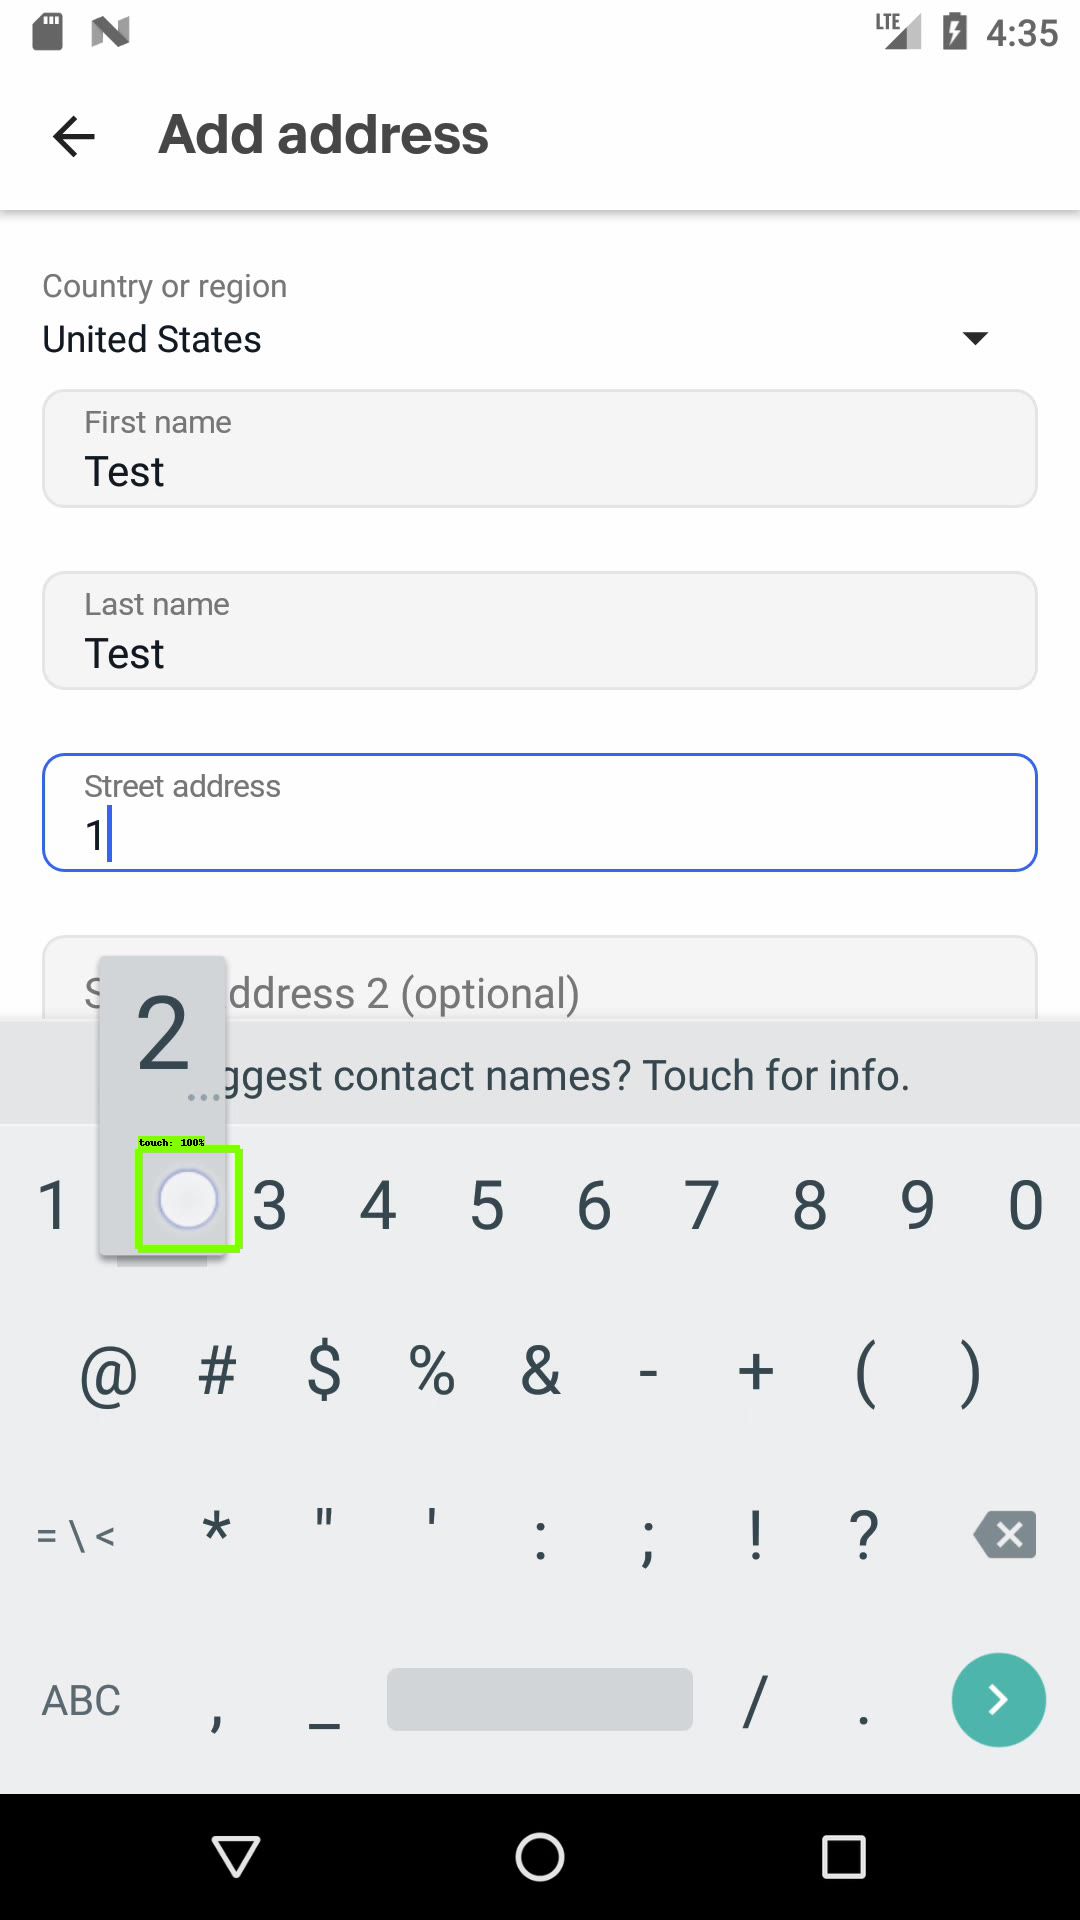 LTE 4:35
Add address
Country or region
United States
First name
Test
Last name
Test
Street address
1
ddress 2 (optional)
2
ggest contact names? Touch for info.
touch: 100%
1 3 4 5 6 7 8 9 0
@ # $ % & - + ( )
= \ < * " ' : ; ! ?
ABC , _ / .